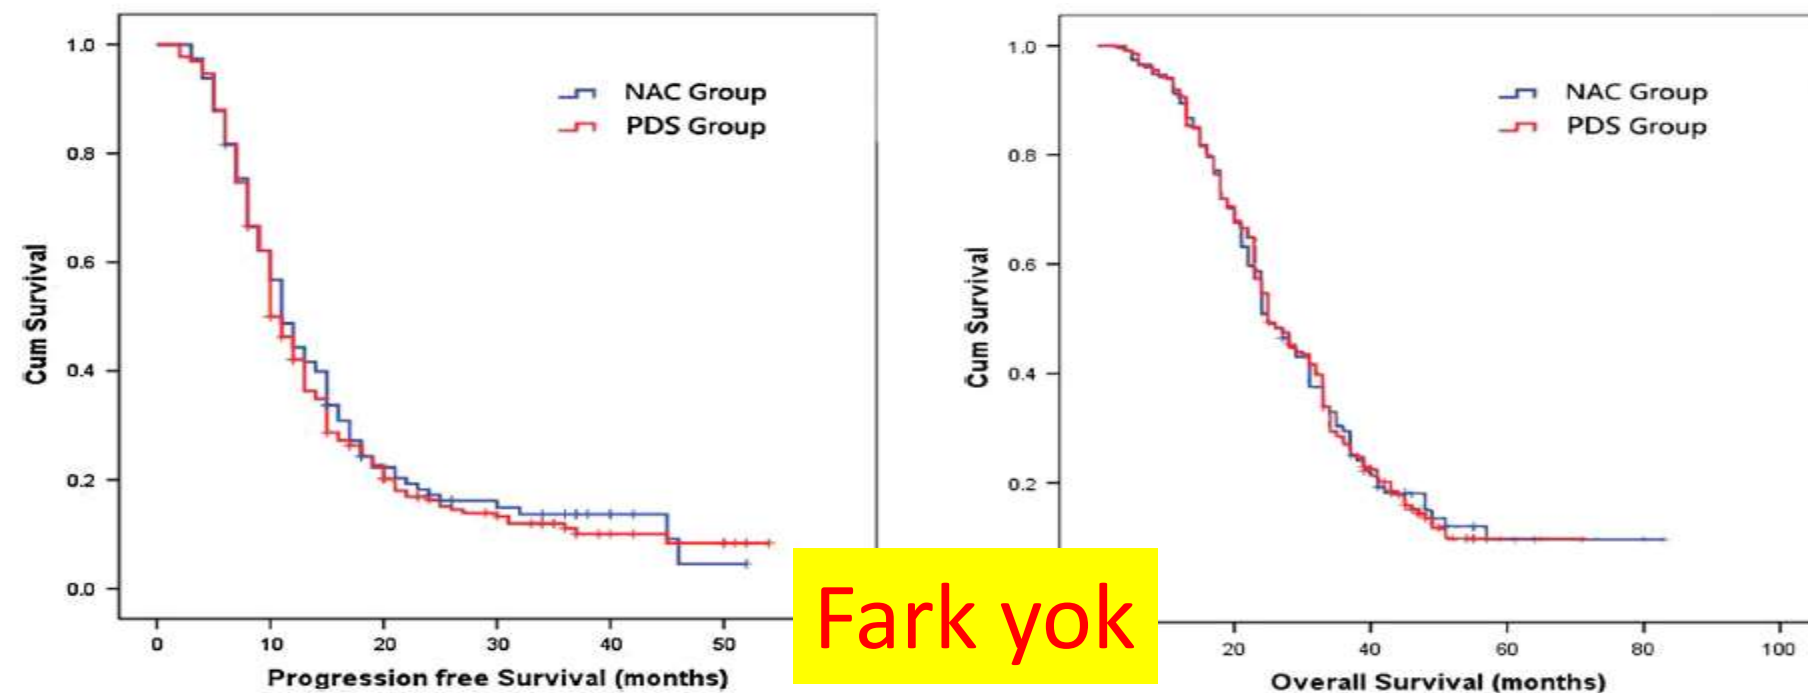 1.0
0.8
0.6
0.4
0.2
0.0
Cum Survival
NAC Group
PDS Group
0 10 20 30 40 50
Progression free Survival (months)
1.0
0.8
0.6
0.4
0.2
Cum Survival
NAC Group
PDS Group
20 40 60 80 100
Overall Survival (months)
Fark yok